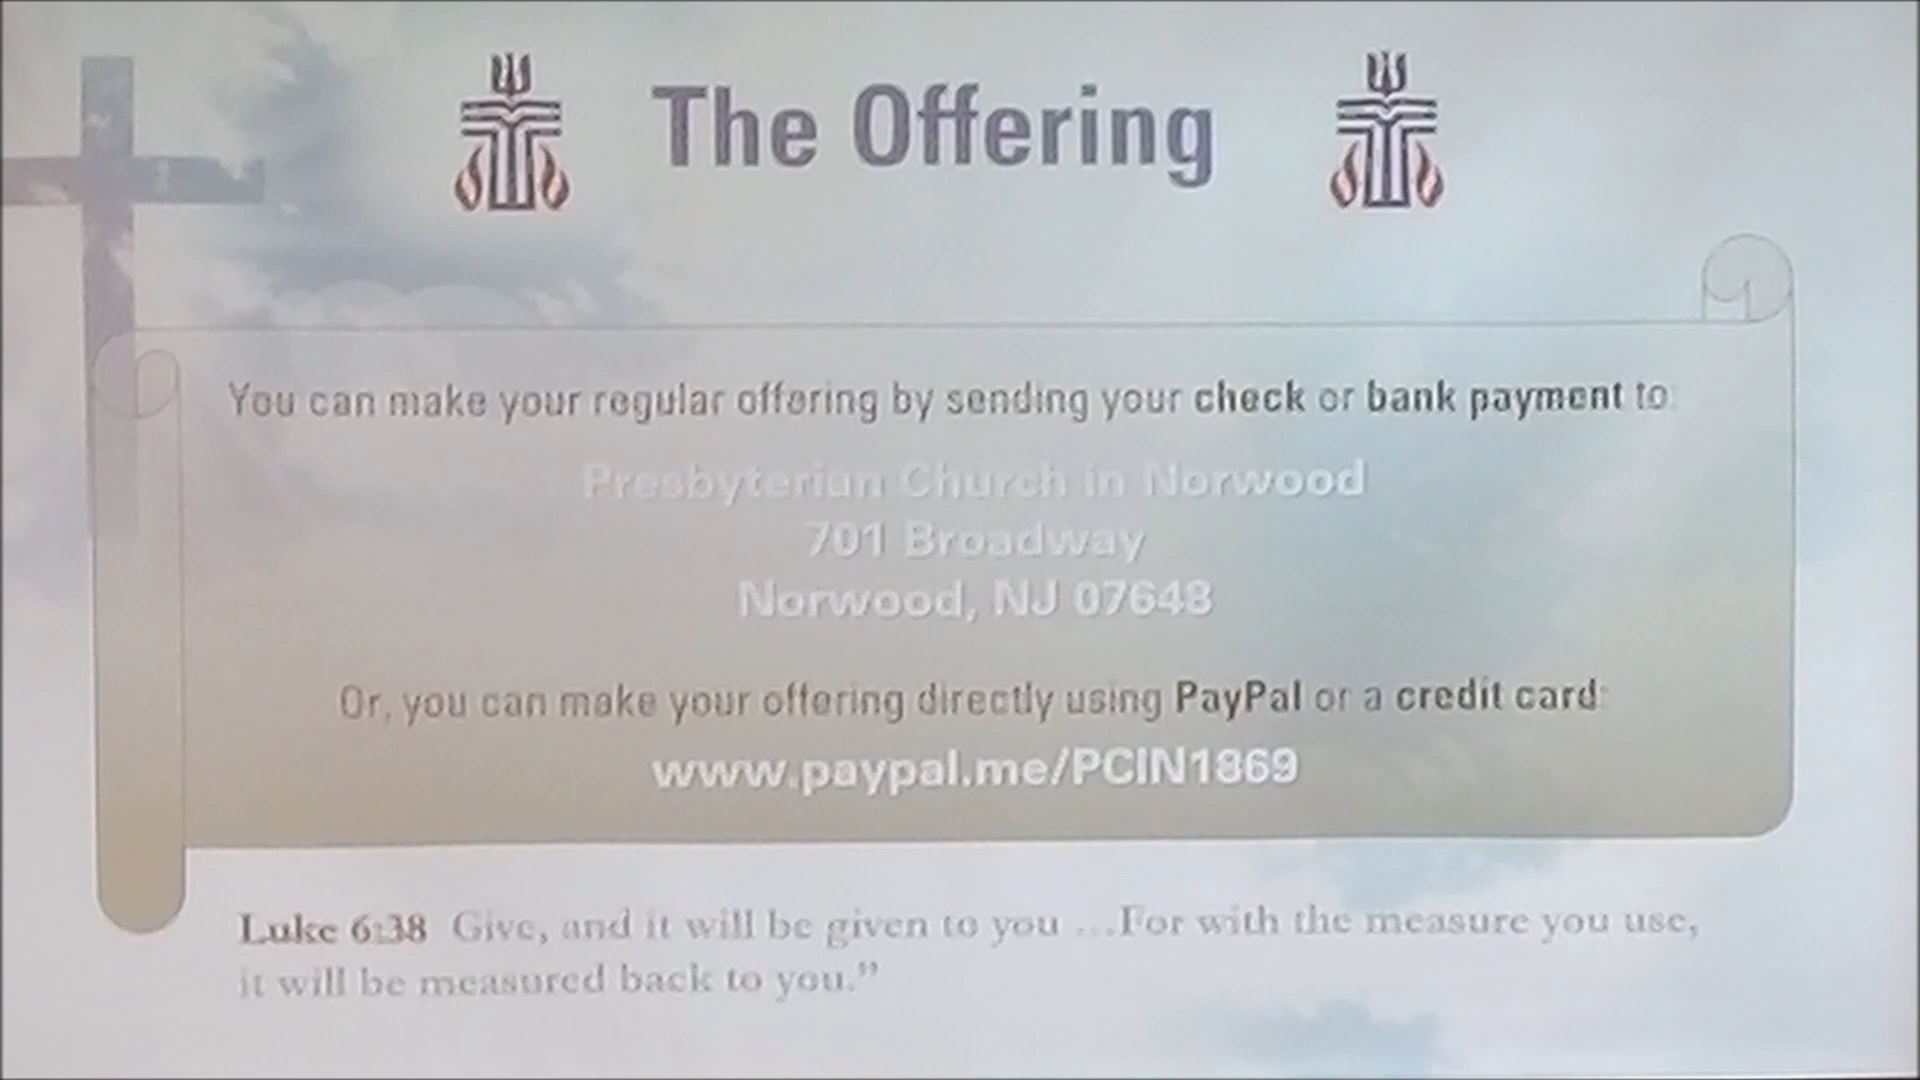 The Offering
You can make your regular offering by sending your check or bank payment to:
Presbyterian Church in Norwood
701 Broadway
Norwood, NJ 07648
Or, you can make your offering directly using PayPal or a credit card:
www.paypal.me/PCIN1869
Luke 6:38 Give, and it will be given to you ...For with the measure you use,
it will be measured back to you.”